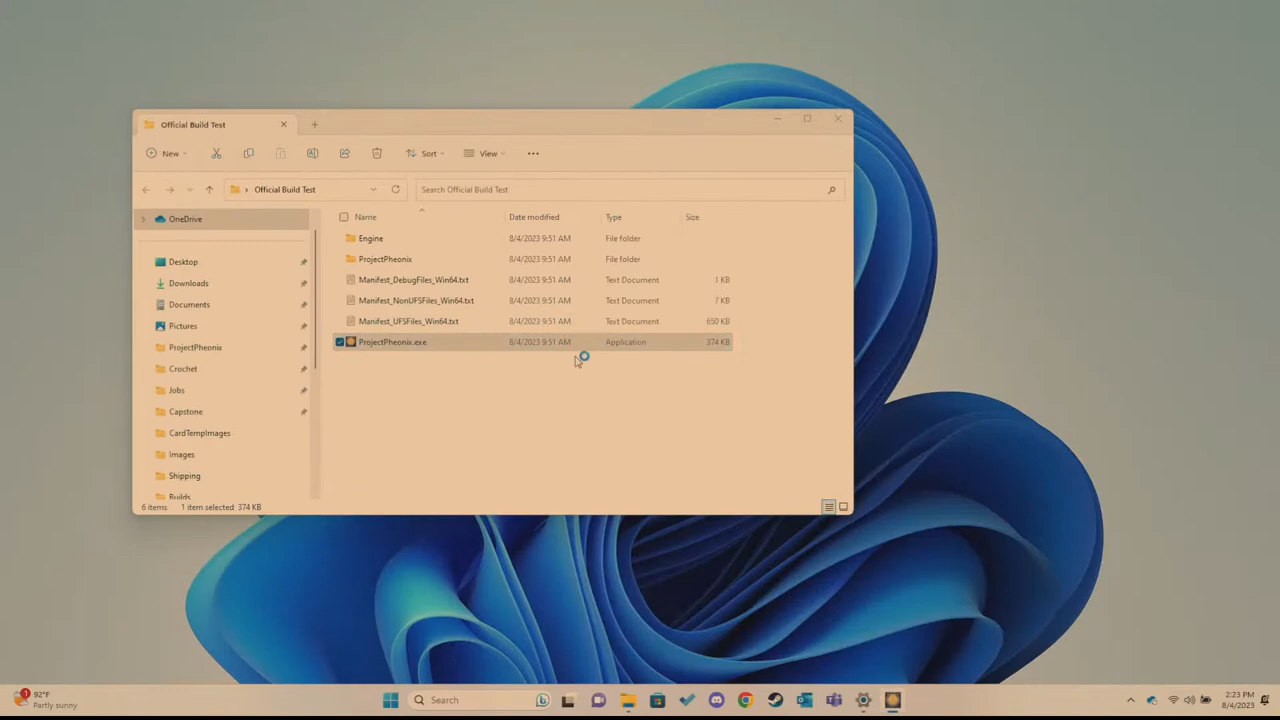 Official Build Test
New
Sort
View
Official Build Test
Search Official Build Test
OneDrive
Desktop
Downloads
Documents
Pictures
ProjectPheonix
Crochet
Jobs
Capstone
CardTempImages
Images
Shipping
Builds
Name Date modified Type Size
Engine 8/4/2023 9:51 AM File folder
ProjectPheonix 8/4/2023 9:51 AM File folder
Manifest_DebugFiles_Win64.txt 8/4/2023 9:51 AM Text Document 1 KB
Manifest_NonUFSFiles_Win64.txt 8/4/2023 9:51 AM Text Document 7 KB
Manifest_UFSFiles_Win64.txt 8/4/2023 9:51 AM Text Document 650 KB
ProjectPheonix.exe 8/4/2023 9:51 AM Application 374 KB
6 items 1 item selected 374 KB
1
92°F
Partly sunny
Search
2:23 PM
8/4/2023